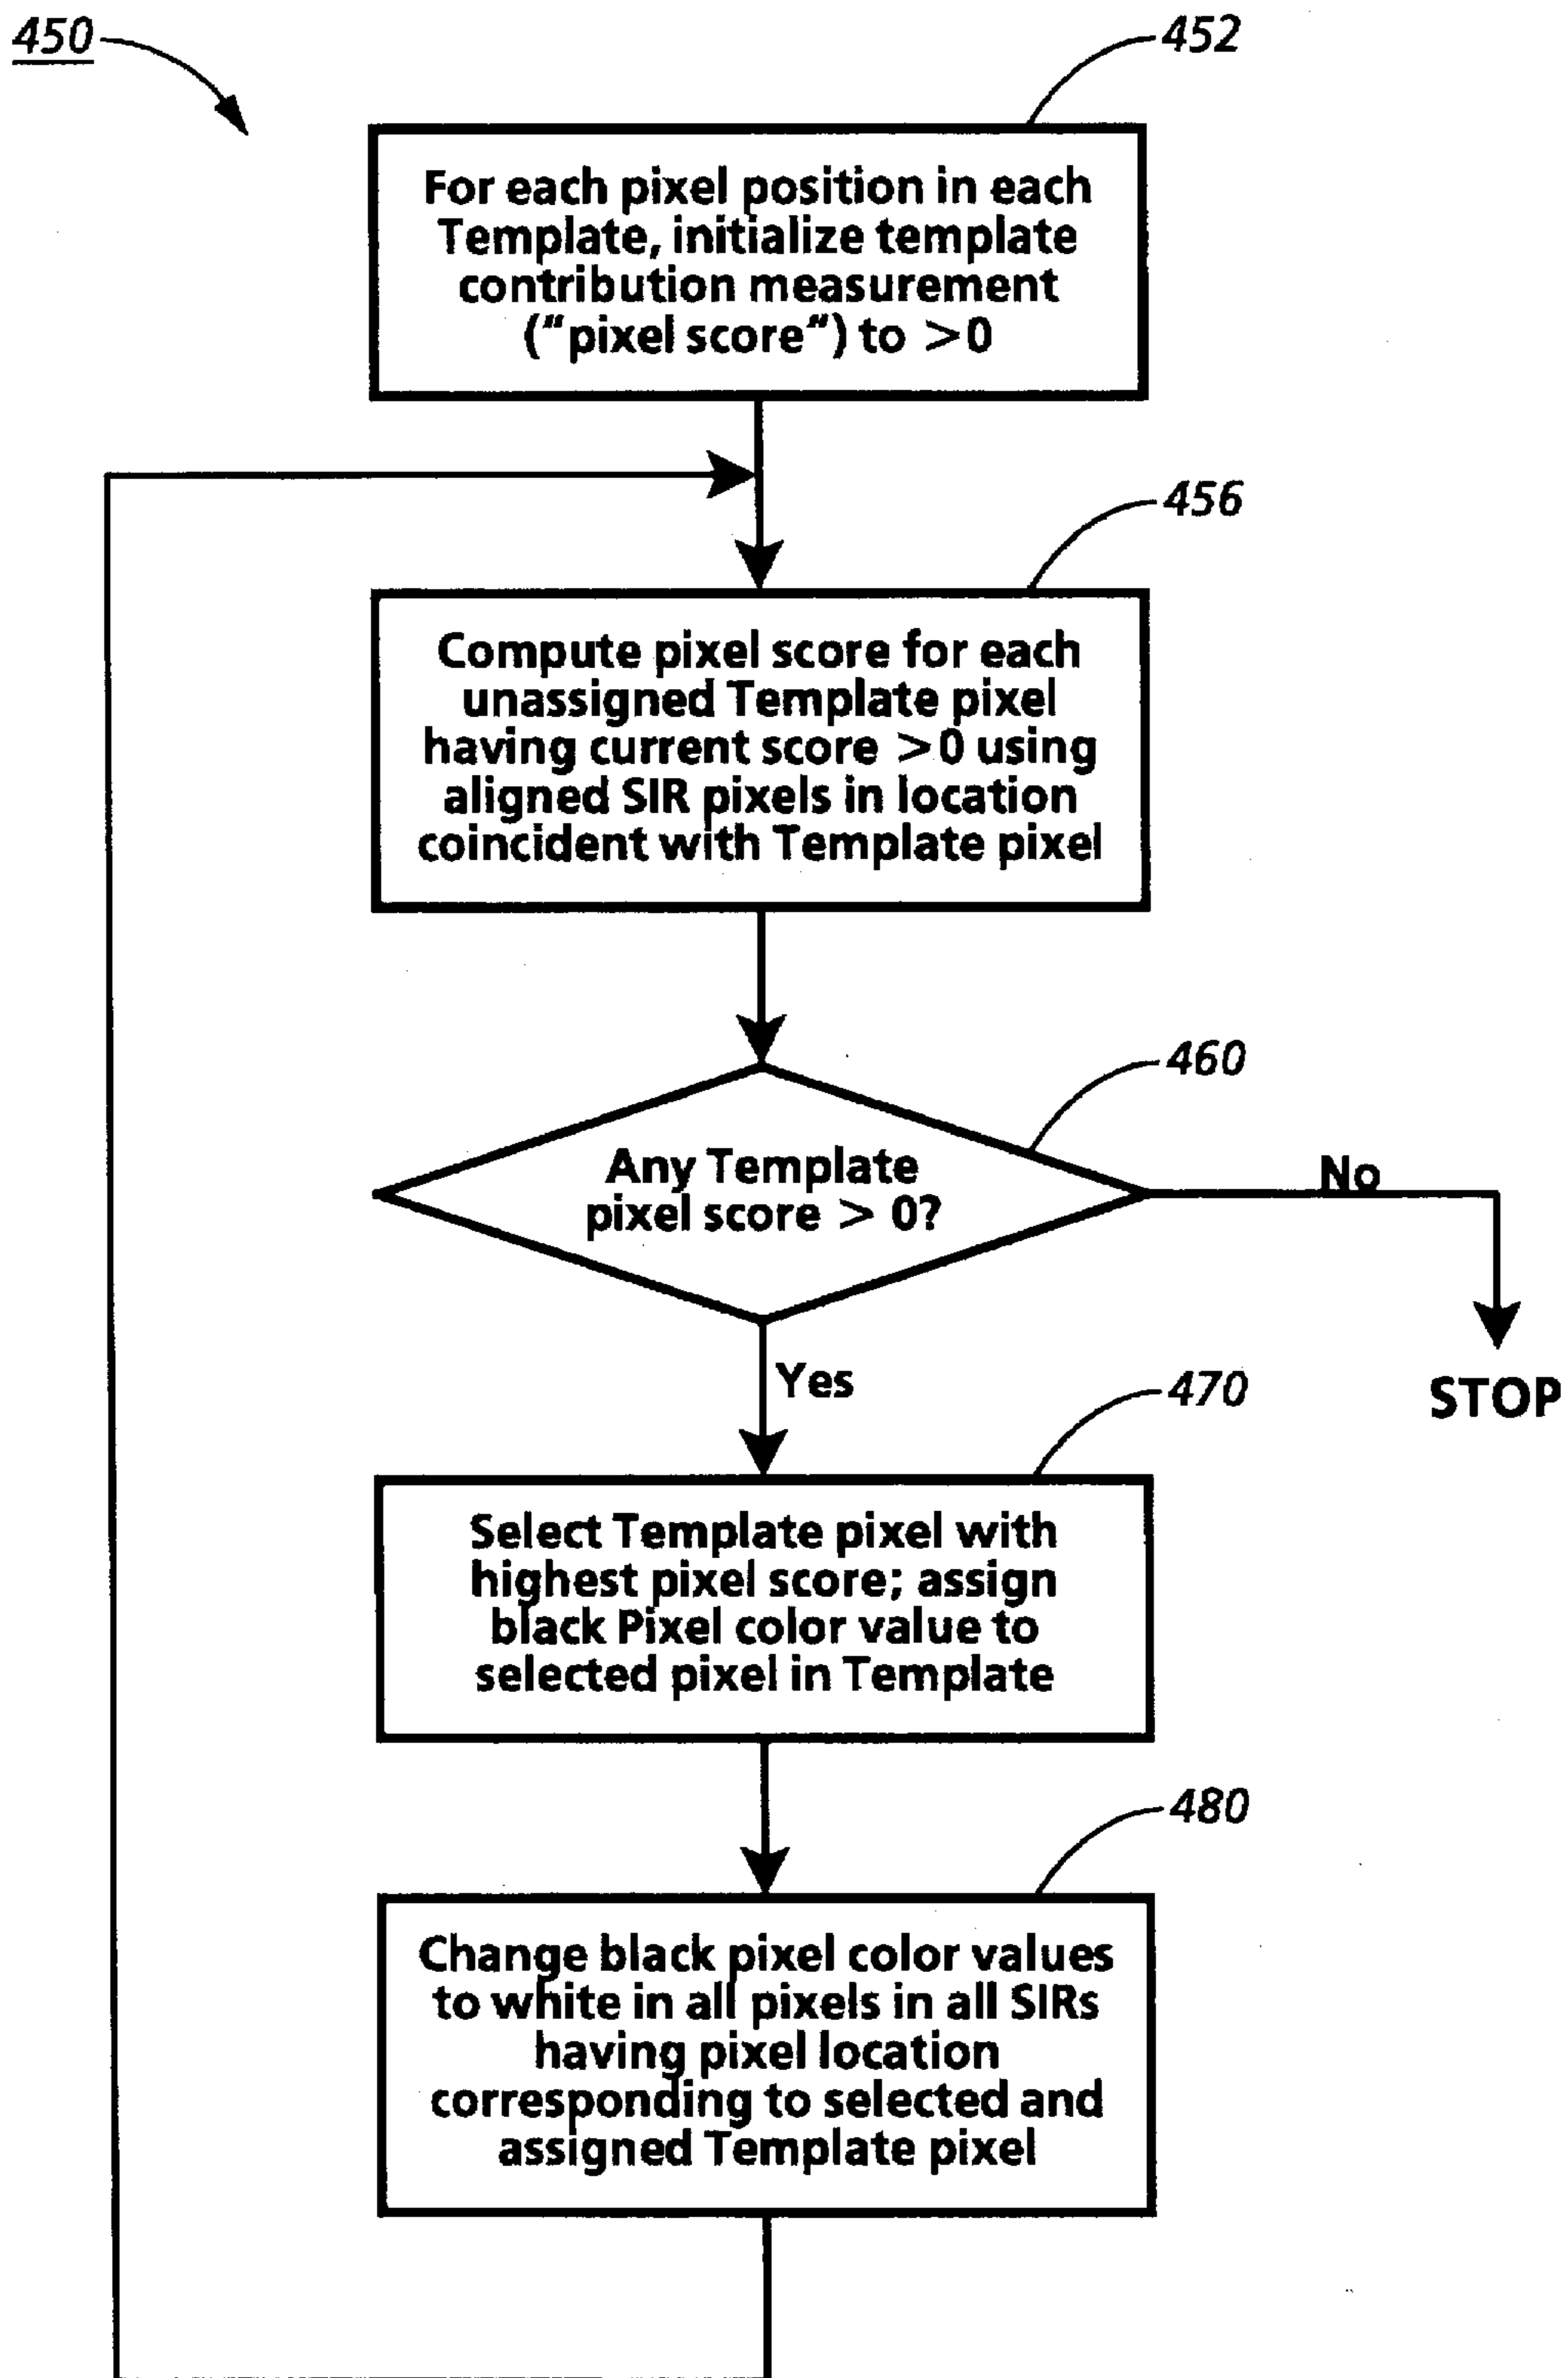 450
452
For each pixel position in each
Template, initialize template
contribution measurement
("pixel score") to >0
456
Compute pixel score for each
unassigned Template pixel
having current score >0 using
aligned SIR pixels in location
coincident with Template pixel
460
Any Template
pixel score > 0?
No
STOP
Yes
470
Select Template pixel with
highest pixel score; assign
black Pixel color value to
selected pixel in Template
480
Change black pixel color values
to white in all pixels in all SIRs
having pixel location
corresponding to selected and
assigned Template pixel